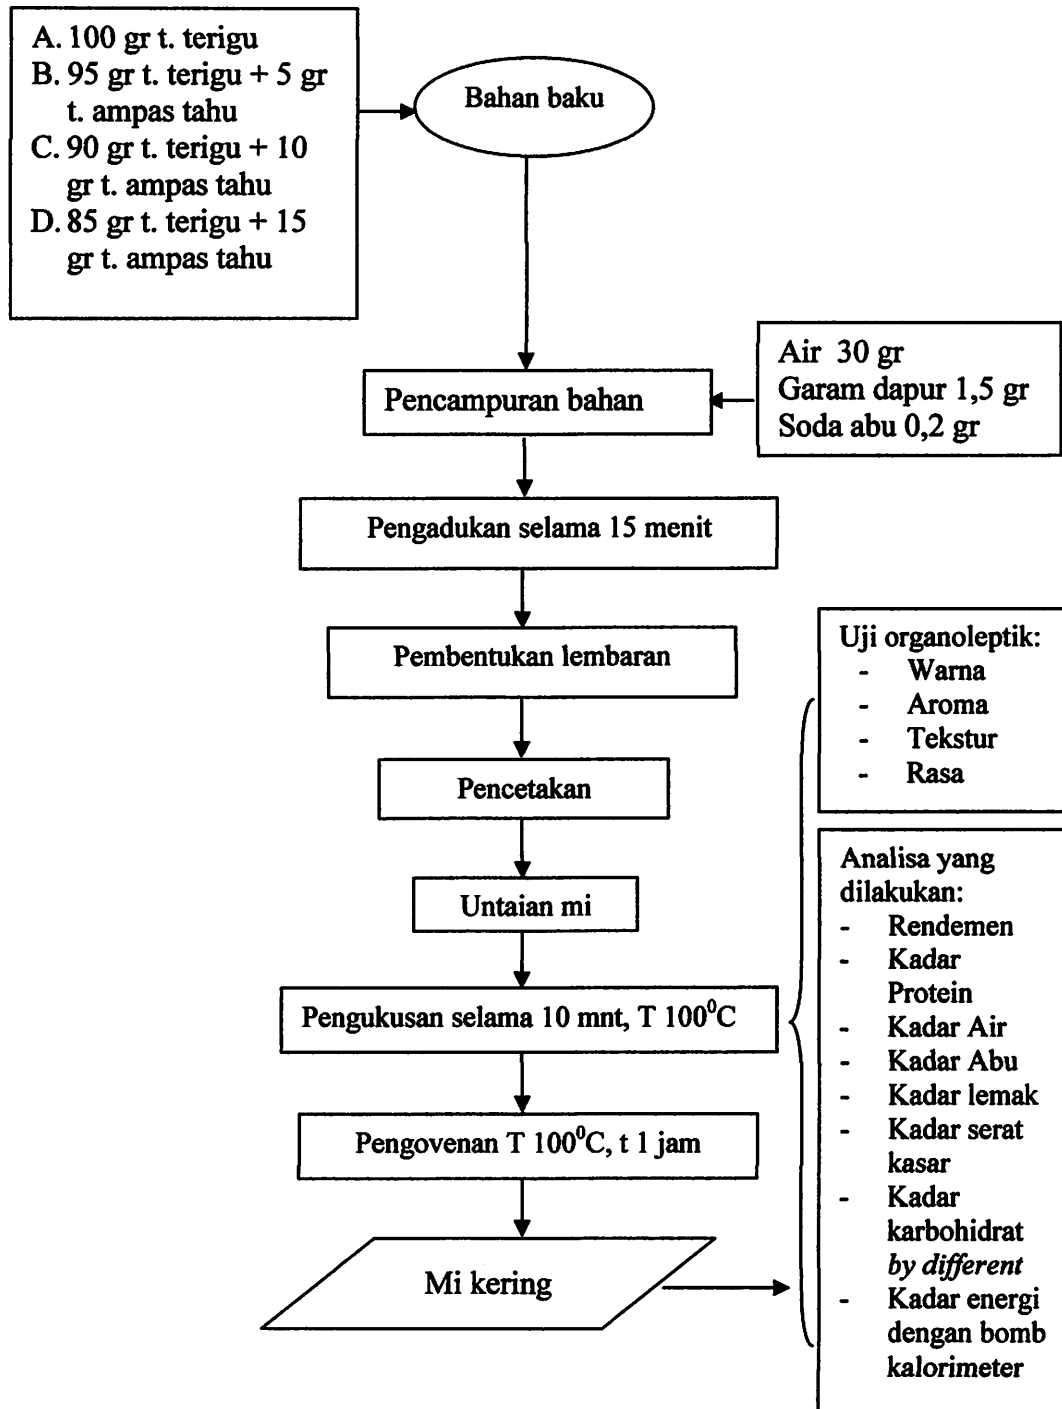 A. 100 gr t. terigu
B. 95 gr t. terigu + 5 gr
t. ampas tahu
C. 90 gr t. terigu + 10
gr t. ampas tahu
D. 85 gr t. terigu + 15
gr t. ampas tahu
Bahan baku
Air 30 gr
Garam dapur 1,5 gr
Soda abu 0,2 gr
Pencampuran bahan
Pengadukan selama 15 menit
Pembentukan lembaran
Pencetakan
Untaian mi
Pengukusan selama 10 mnt, T 100⁰C
Pengovenan T 100⁰C, t 1 jam
Mi kering
Uji organoleptik:
- Warna
- Aroma
- Tekstur
- Rasa
Analisa yang
dilakukan:
- Rendemen
- Kadar
Protein
- Kadar Air
- Kadar Abu
- Kadar lemak
- Kadar serat
kasar
- Kadar
karbohidrat
by different
- Kadar energi
dengan bomb
kalorimeter